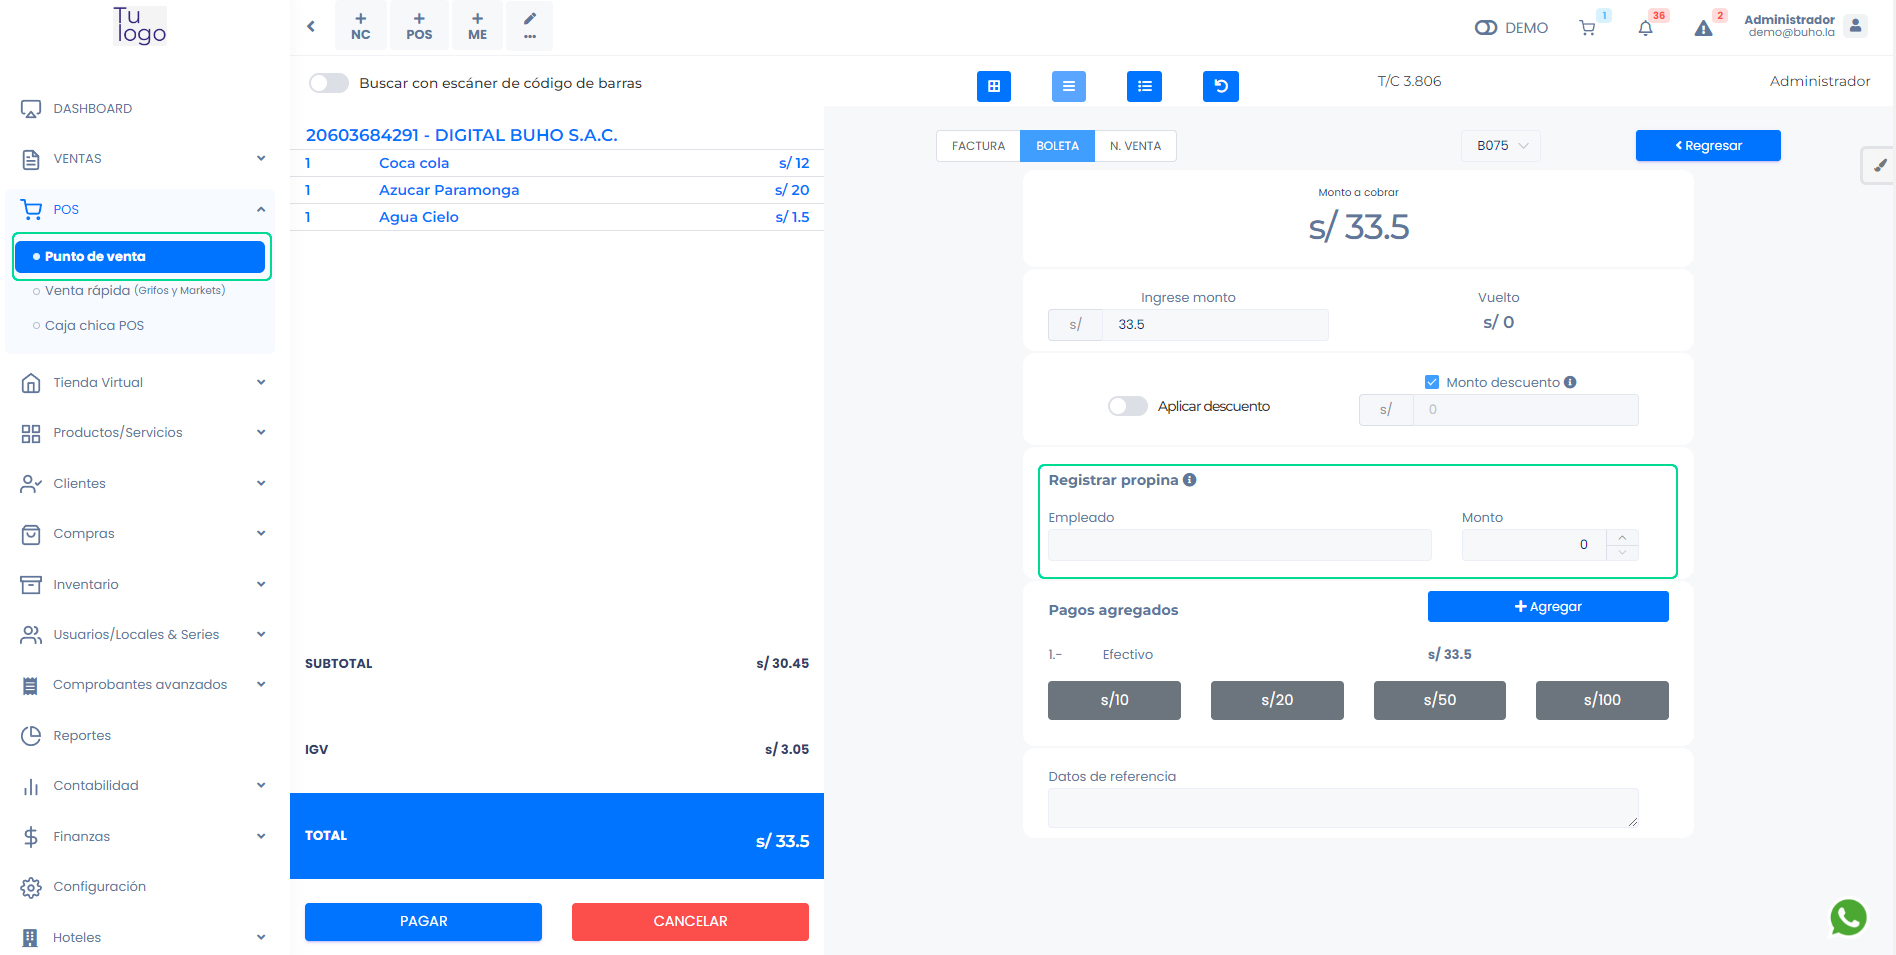 Tu
logo
DASHBOARD
VENTAS
POS
Punto de venta
Venta rápida (Grifos y Markets)
Caja chica POS
Tienda Virtual
Productos/Servicios
Clientes
Compras
Inventario
Usuarios/Locales & Series
Comprobantes avanzados
Reportes
Contabilidad
Finanzas
Configuración
Hoteles
+ NC
+ POS
+ ME
...
DEMO
1
36
2
Administrador
demo@buho.la
Buscar con escáner de código de barras
T/C 3.806
Administrador
20603684291 - DIGITAL BUHO S.A.C.
1 Coca cola s/ 12
1 Azucar Paramonga s/ 20
1 Agua Cielo s/ 1.5
SUBTOTAL s/ 30.45
IGV s/ 3.05
TOTAL s/ 33.5
PAGAR CANCELAR
FACTURA BOLETA N. VENTA B075 Regresar
Monto a cobrar
s/ 33.5
Ingrese monto Vuelto
s/ 33.5 s/ 0
Monto descuento
Aplicar descuento s/ 0
Registrar propina
Empleado Monto
0
Pagos agregados + Agregar
1.- Efectivo s/ 33.5
s/10 s/20 s/50 s/100
Datos de referencia